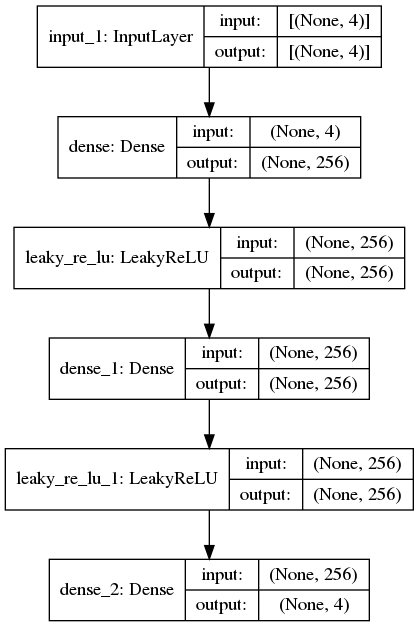 input_1: InputLayer
input:
[(None, 4)]
output:
[(None, 4)]
dense: Dense
input:
(None, 4)
output:
(None, 256)
leaky_re_lu: LeakyReLU
input:
(None, 256)
output:
(None, 256)
dense_1: Dense
input:
(None, 256)
output:
(None, 256)
leaky_re_lu_1: LeakyReLU
input:
(None, 256)
output:
(None, 256)
dense_2: Dense
input:
(None, 256)
output:
(None, 4)